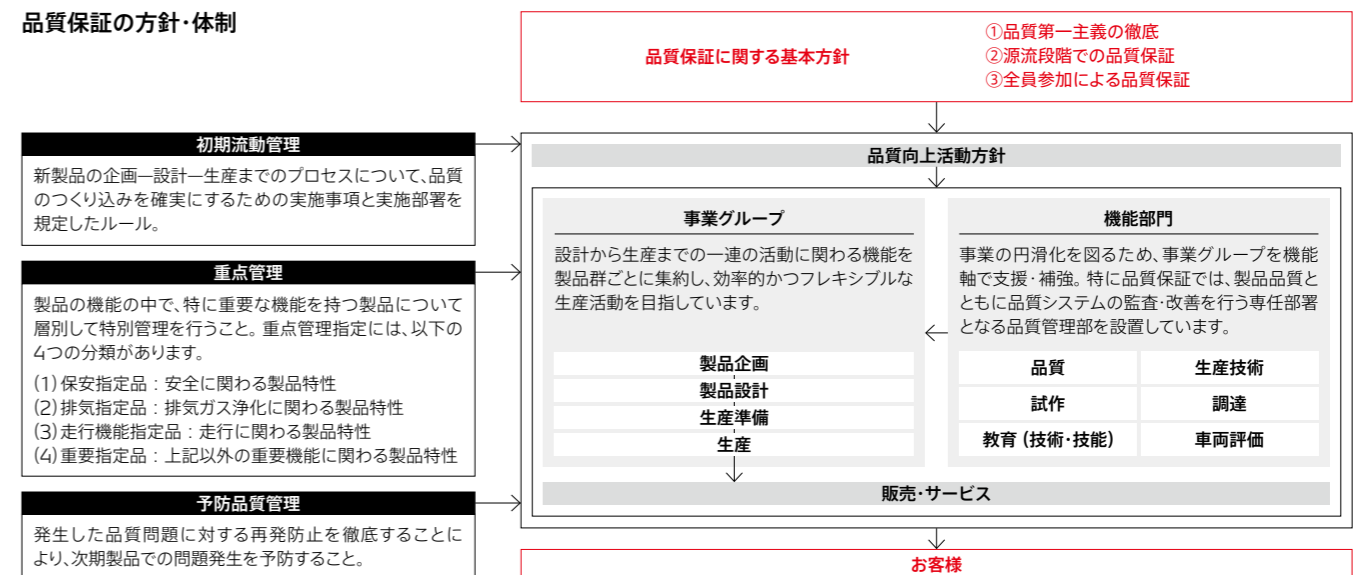 品質保証の方針・体制
品質保証に関する基本方針
①品質第一主義の徹底
②源流段階での品質保証
③全員参加による品質保証
初期流動管理
新製品の企画―設計―生産までのプロセスについて、品質
のつくり込みを確実にするための実施事項と実施部署を
規定したルール。
重点管理
製品の機能の中で、特に重要な機能を持つ製品について
層別して特別管理を行うこと。重点管理指定には、以下の
4つの分類があります。
(1)保安指定品：安全に関わる製品特性
(2)排気指定品：排気ガス浄化に関わる製品特性
(3)走行機能指定品：走行に関わる製品特性
(4)重要指定品：上記以外の重要機能に関わる製品特性
予防品質管理
発生した品質問題に対する再発防止を徹底することに
より、次期製品での問題発生を予防すること。
品質向上活動方針
事業グループ
設計から生産までの一連の活動に関わる機能を
製品群ごとに集約し、効率的かつフレキシブルな
生産活動を目指しています。
製品企画
製品設計
生産準備
生産
機能部門
事業の円滑化を図るため、事業グループを機能
軸で支援・補強。特に品質保証では、製品品質と
ともに品質システムの監査・改善を行う専任部署
となる品質管理部を設置しています。
品質
生産技術
試作
調達
教育（技術・技能）
車両評価
販売・サービス
お客様